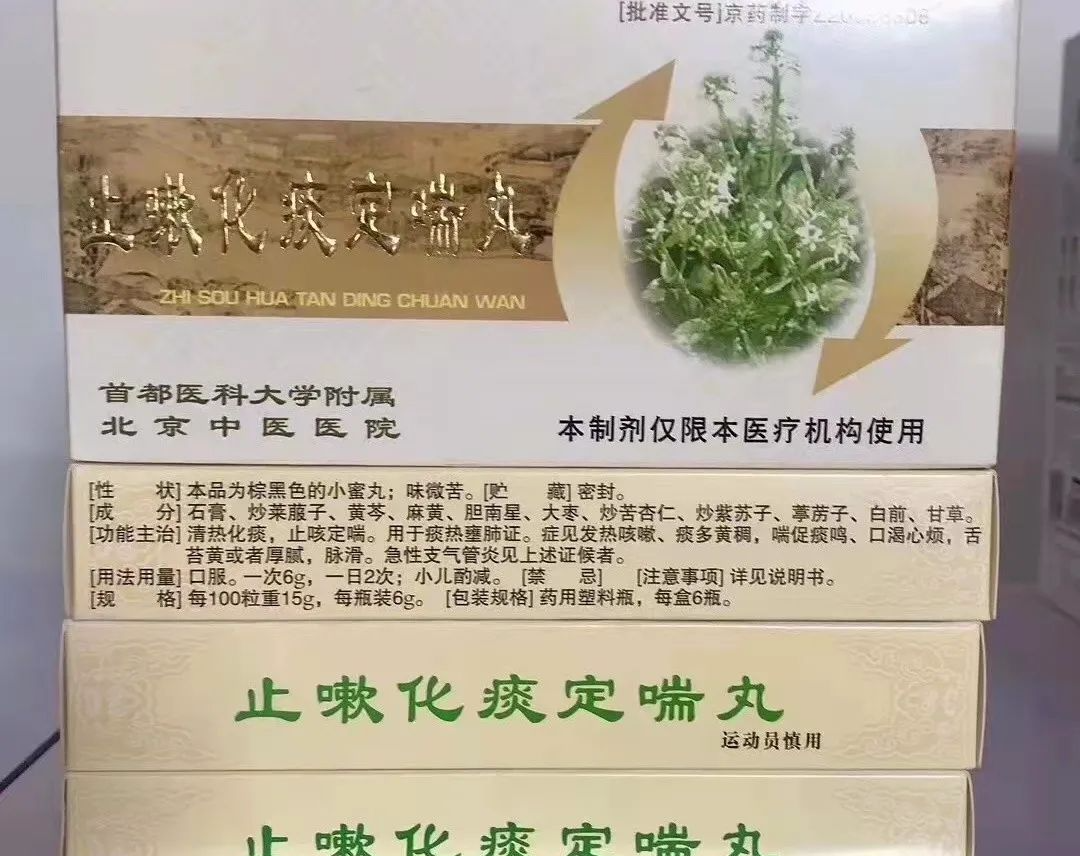 [批准文号]京药制字
止嗽化痰定喘丸
ZHI SOU HUA TAN DING CHUAN WAN
首都医科大学附属
北京中医医院
本制剂仅限本医疗机构使用
[性 状] 本品为棕黑色的小蜜丸；味微苦。[贮 藏] 密封。
[成 分] 石膏、炒莱菔子、黄芩、麻黄、胆南星、大枣、炒苦杏仁、炒紫苏子、葶苈子、白前、甘草。
[功能主治] 清热化痰，止咳定喘。用于痰热壅肺证。症见发热咳嗽、痰多黄稠，喘促痰鸣、口渴心烦，舌
苔黄或者厚腻，脉滑。急性支气管炎见上述证候者。
[用法用量] 口服。一次6g，一日2次；小儿酌减。[禁 忌] [注意事项] 详见说明书。
[规 格] 每100粒重15g，每瓶装6g。[包装规格] 药用塑料瓶，每盒6瓶。
止嗽化痰定喘丸
运动员慎用
止嗽化痰定喘丸